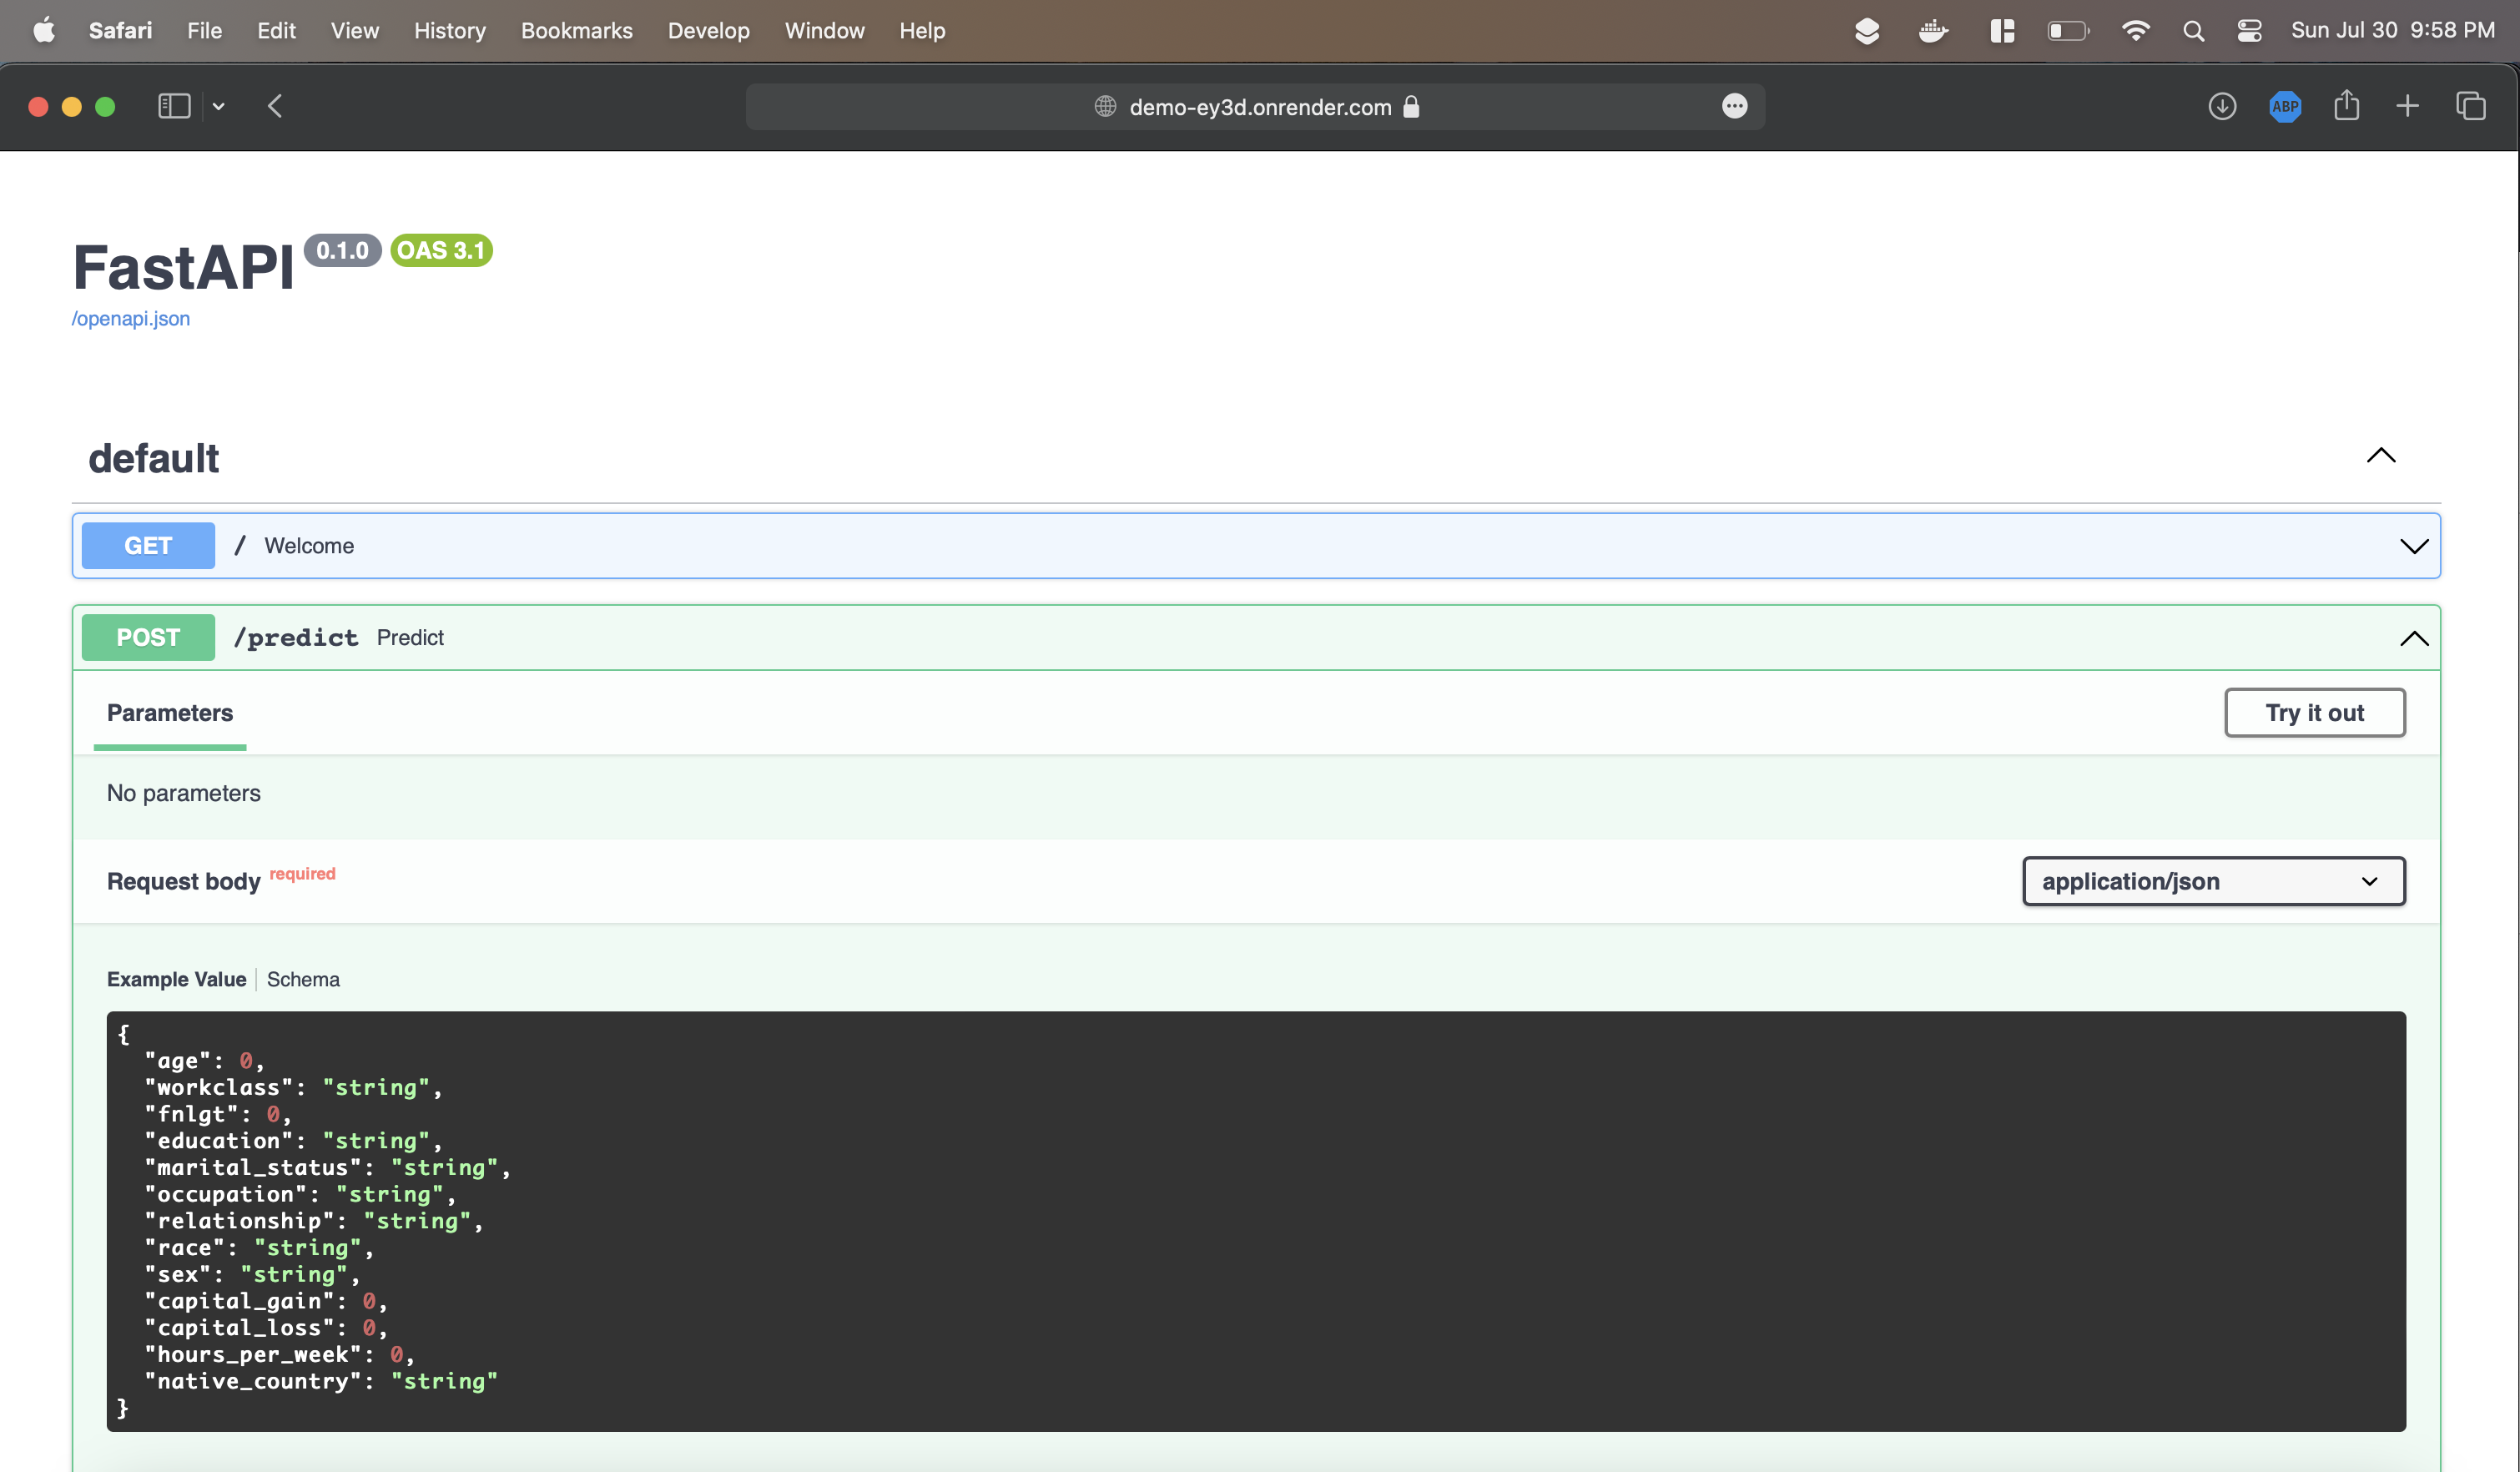 Safari File Edit View History Bookmarks Develop Window Help Sun Jul 30 9:58 PM
demo-ey3d.onrender.com ABP
FastAPI 0.1.0 OAS 3.1
/openapi.json
default
GET / Welcome
POST /predict Predict
Parameters Try it out
No parameters
Request body required application/json
Example Value Schema
{
"age": 0,
"workclass": "string",
"fnlgt": 0,
"education": "string",
"marital_status": "string",
"occupation": "string",
"relationship": "string",
"race": "string",
"sex": "string",
"capital_gain": 0,
"capital_loss": 0,
"hours_per_week": 0,
"native_country": "string"
}